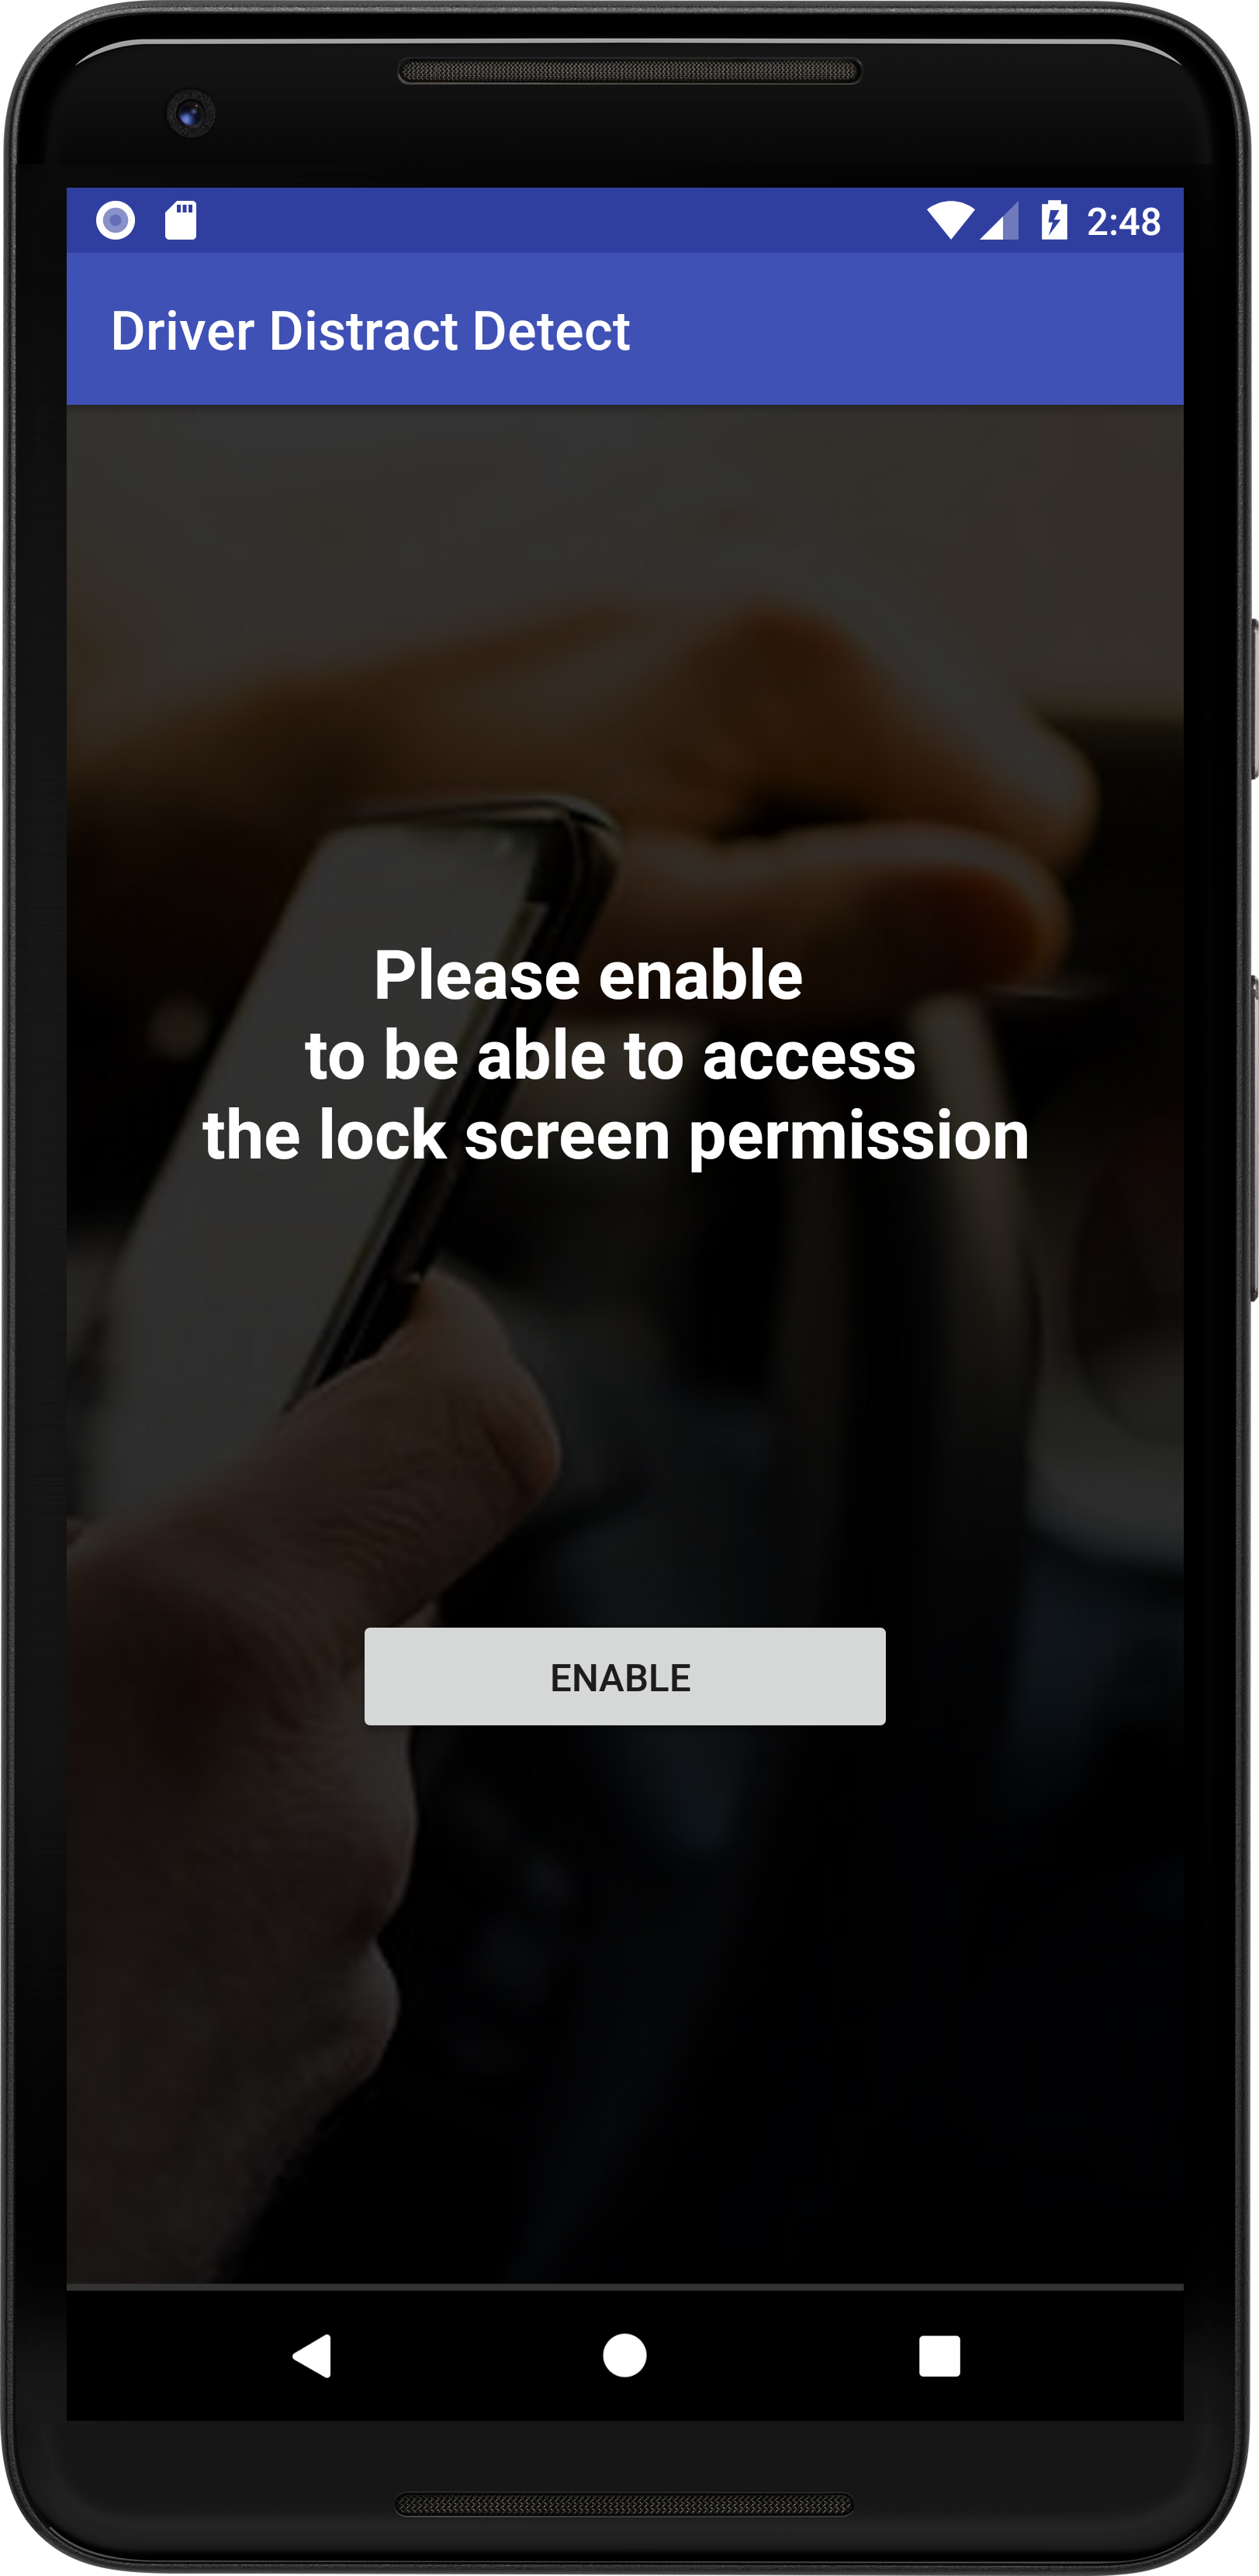 2:48
Driver Distract Detect
Please enable
to be able to access
the lock screen permission
ENABLE